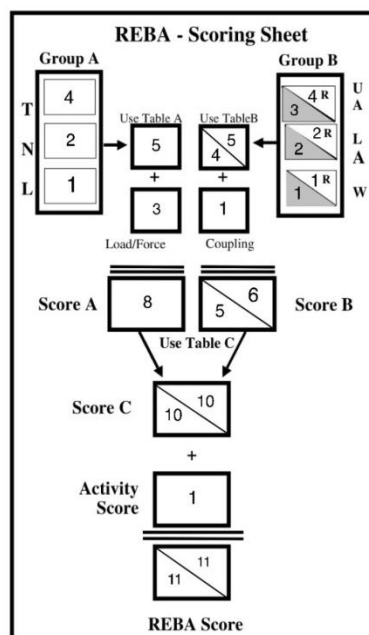 REBA - Scoring Sheet
Group A
Group B
T
4
N
2
L
1
Use Table A
5
+
3
Load/Force
Use TableB
5
4
+
1
Coupling
4 R
3
U
A
2 R
2
L
A
1 R
1
W
Score A
8
6
5
Score B
Use Table C
Score C
10
10
+
Activity
Score
1
11
11
REBA Score